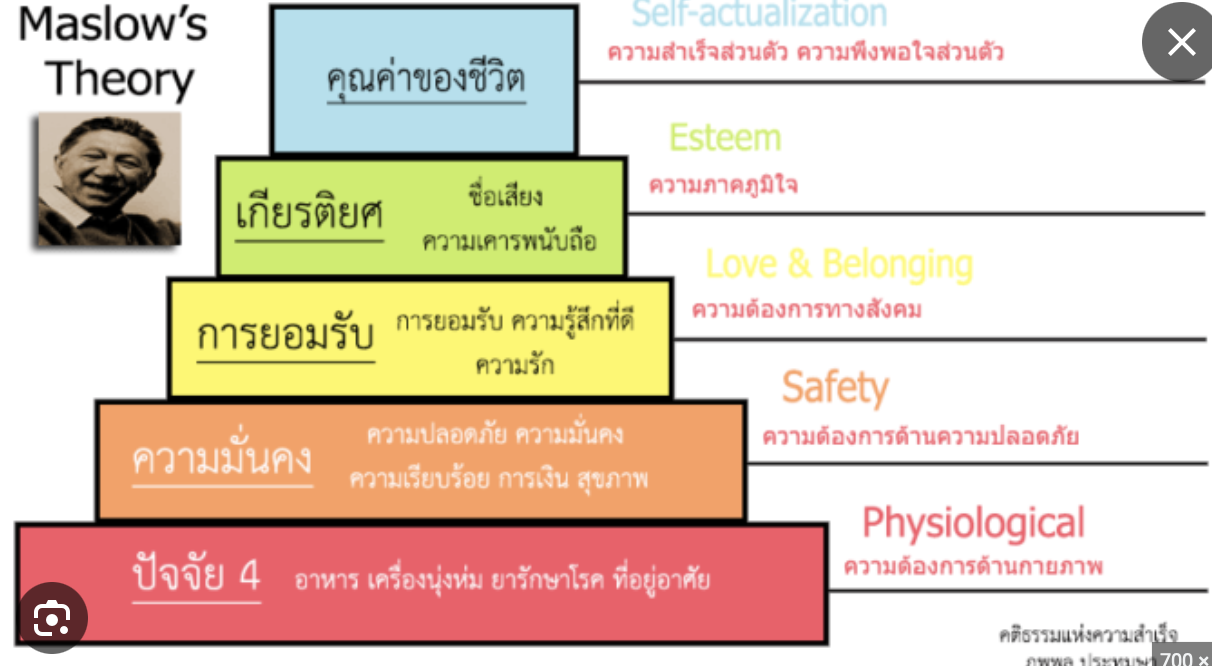 Maslow's
Theory
คุณค่าของชีวิต
Self-actualization
ความสำเร็จส่วนตัว ความพึงพอใจส่วนตัว
เกียรติยศ
ชื่อเสียง
ความเคารพนับถือ
Esteem
ความภาคภูมิใจ
การยอมรับ
การยอมรับ ความรู้สึกที่ดี
ความรัก
Love & Belonging
ความต้องการทางสังคม
ความมั่นคง
ความปลอดภัย ความมั่นคง
ความเรียบร้อย การเงิน สุขภาพ
Safety
ความต้องการด้านความปลอดภัย
ปัจจัย 4
อาหาร เครื่องนุ่งห่ม ยารักษาโรค ที่อยู่อาศัย
Physiological
ความต้องการด้านกายภาพ
คติธรรมแห่งความสำเร็จ
700 ×